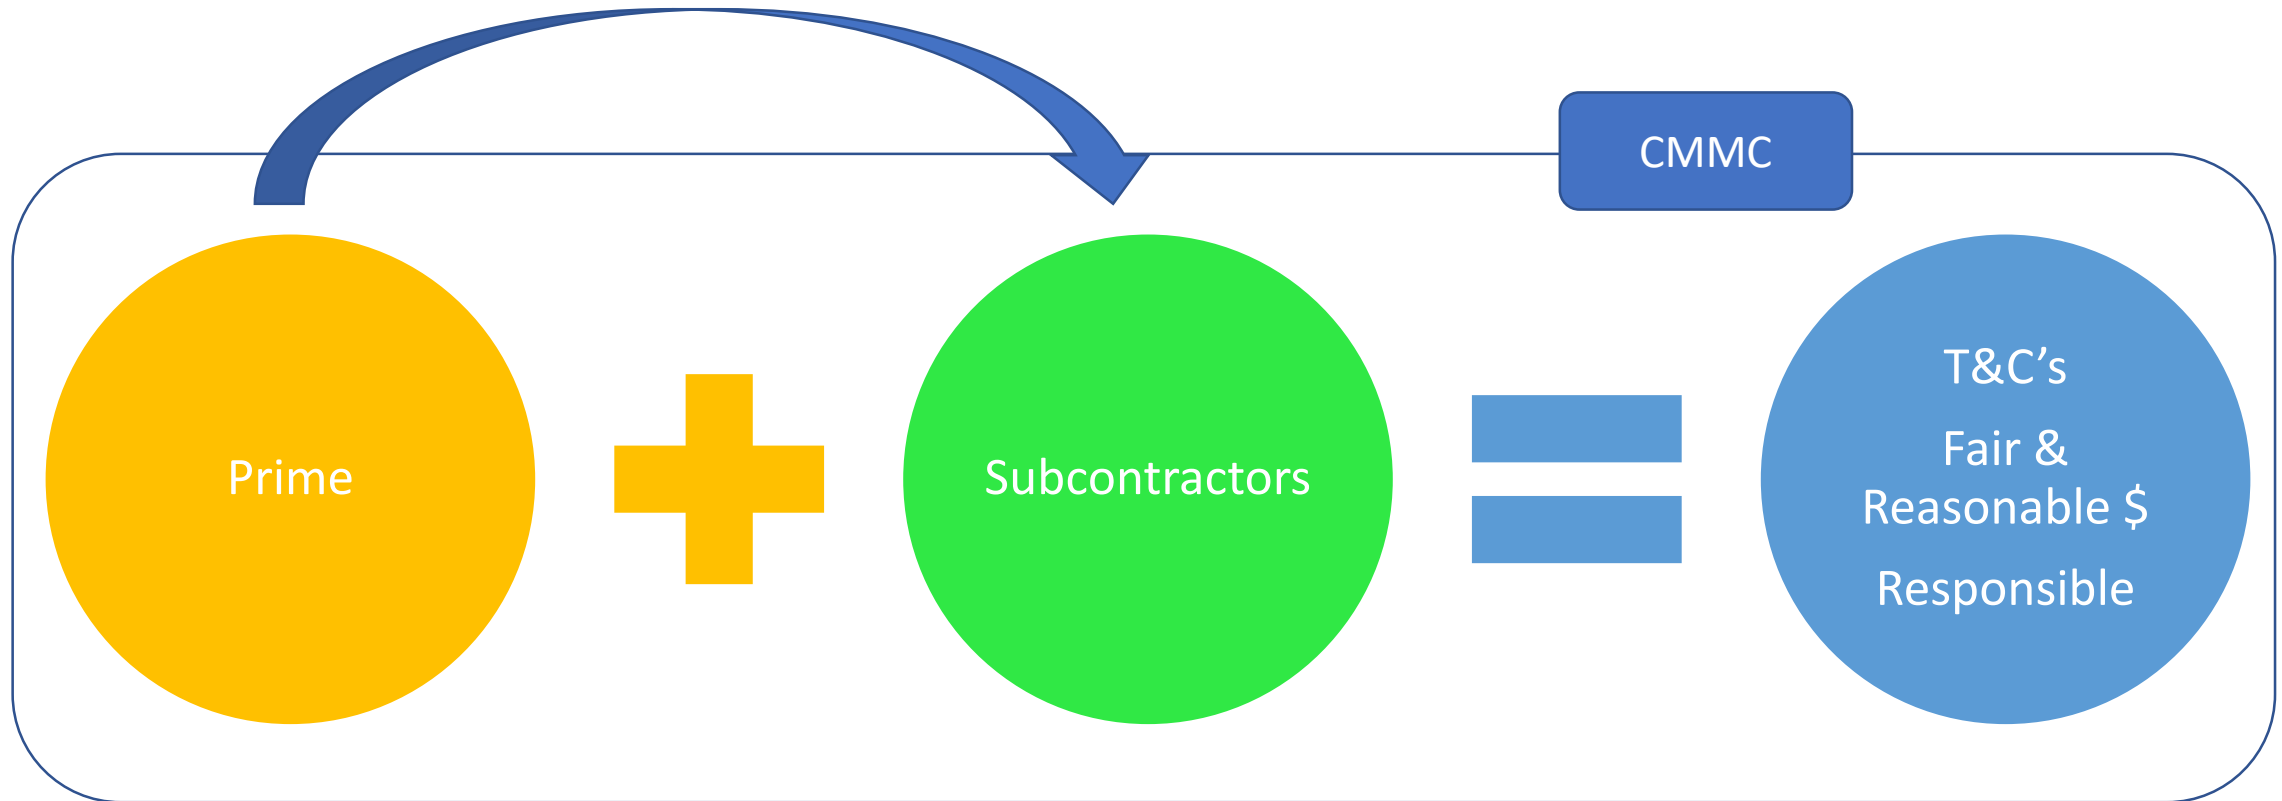 CMMC
Prime
Subcontractors
T&C’s
Fair &
Reasonable $
Responsible